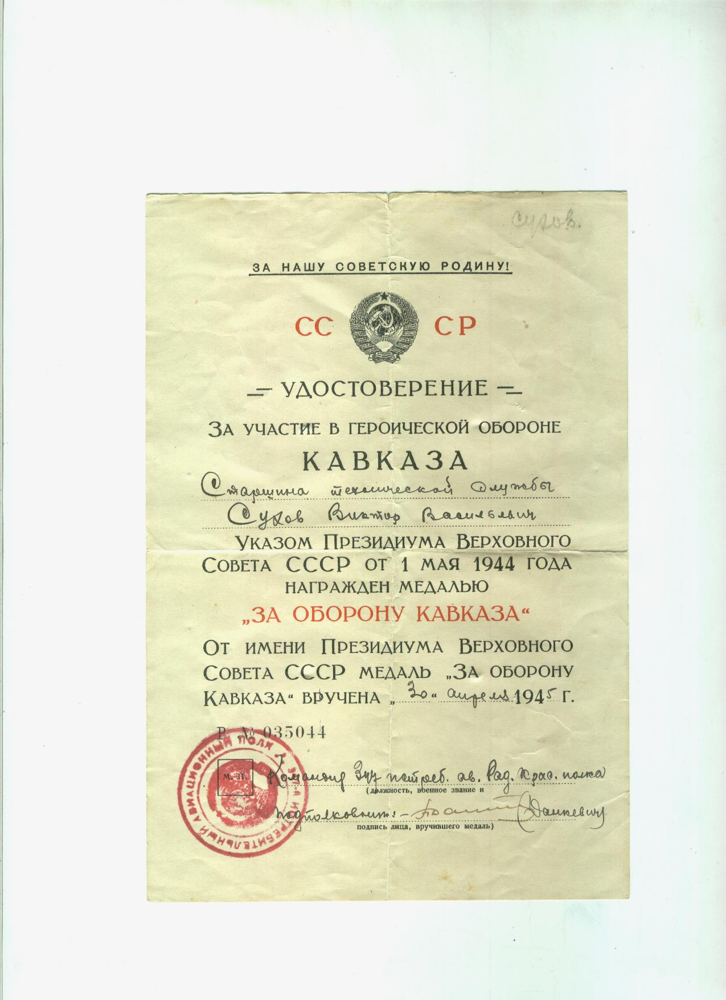 Сухов.
ЗА НАШУ СОВЕТСКУЮ РОДИНУ!
СС СР
УДОСТОВЕРЕНИЕ
ЗА УЧАСТИЕ В ГЕРОИЧЕСКОЙ ОБОРОНЕ
КАВКАЗА
Старшина технической службы
Сухов Виктор Васильевич
УКАЗОМ ПРЕЗИДИУМА ВЕРХОВНОГО
СОВЕТА СССР ОТ 1 МАЯ 1944 ГОДА
НАГРАЖДЕН МЕДАЛЬЮ
„ЗА ОБОРОНУ КАВКАЗА“
ОТ ИМЕНИ ПРЕЗИДИУМА ВЕРХОВНОГО
СОВЕТА СССР МЕДАЛЬ „ЗА ОБОРОНУ
КАВКАЗА“ ВРУЧЕНА „30“ апреля 1945 Г.
Р № 035044
М. П.
Командир 347 истреб. ав. Рад. Крас. полка
(должность, военное звание и
подполковник: (Данкевич)
подпись лица, вручившего медаль)
347-Й ИСТРЕБИТЕЛЬНЫЙ АВИАЦИОННЫЙ ПОЛК